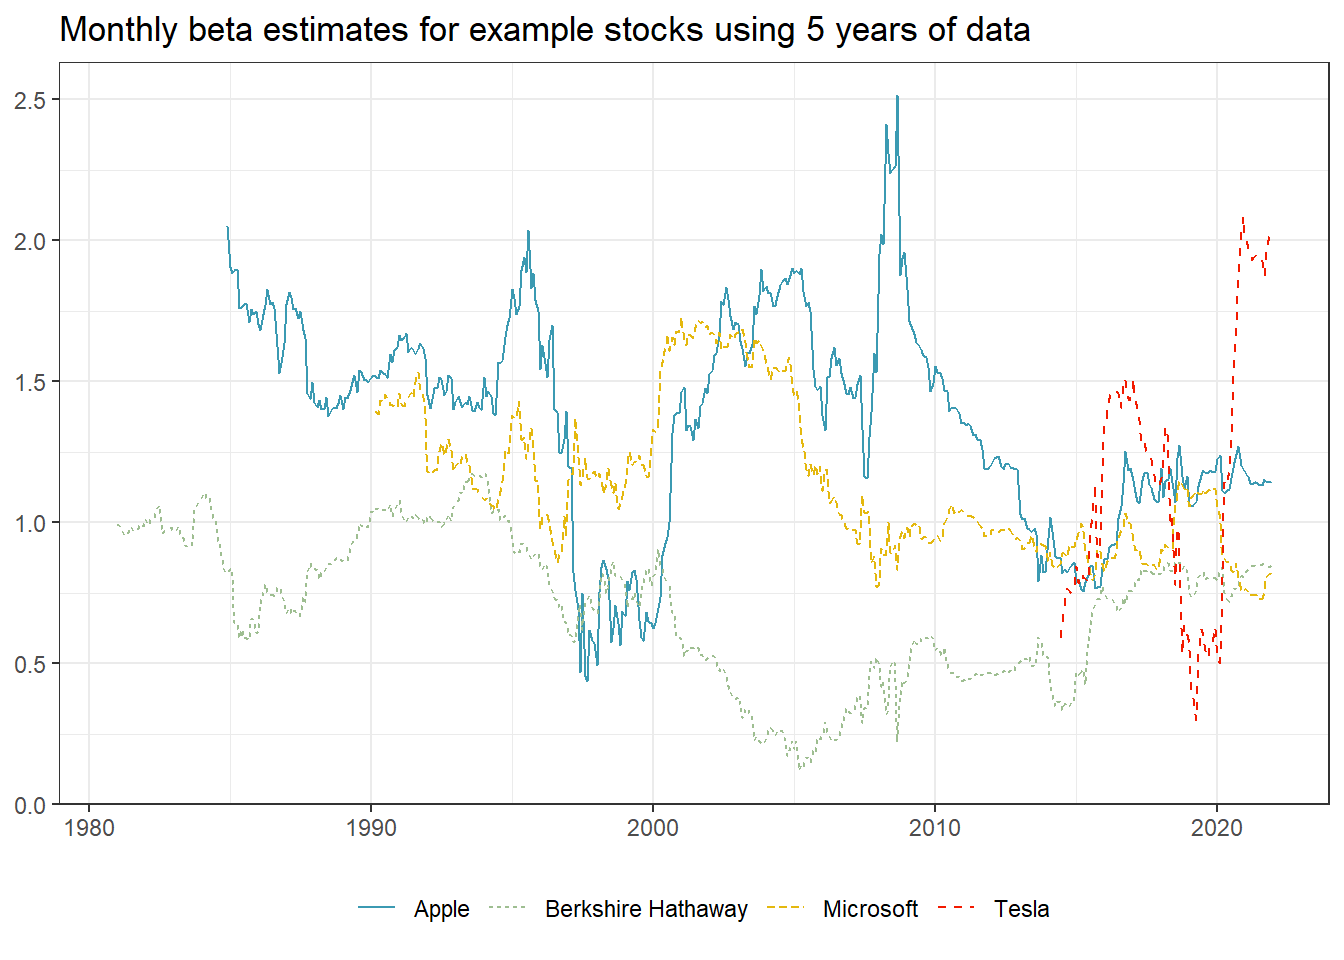 Monthly beta estimates for example stocks using 5 years of data
2.5
2.0
1.5
1.0
0.5
0.0
1980 1990 2000 2010 2020
Apple Berkshire Hathaway Microsoft Tesla